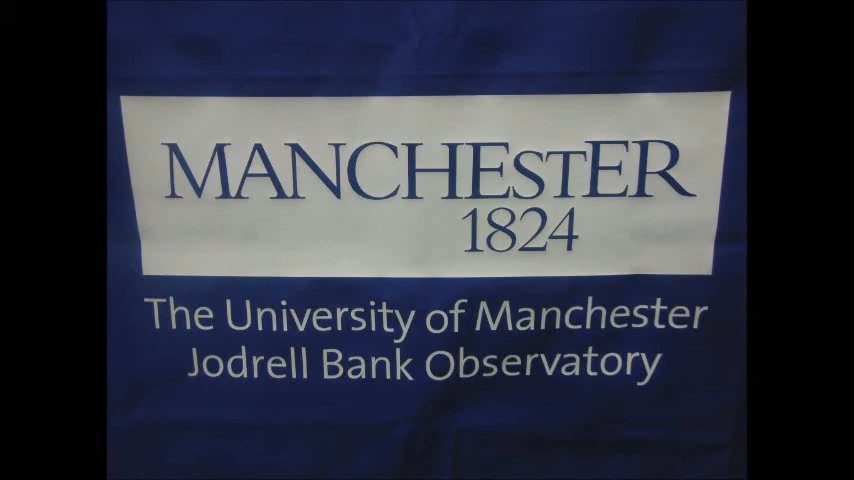 MANCHESTER
1824
The University of Manchester
Jodrell Bank Observatory